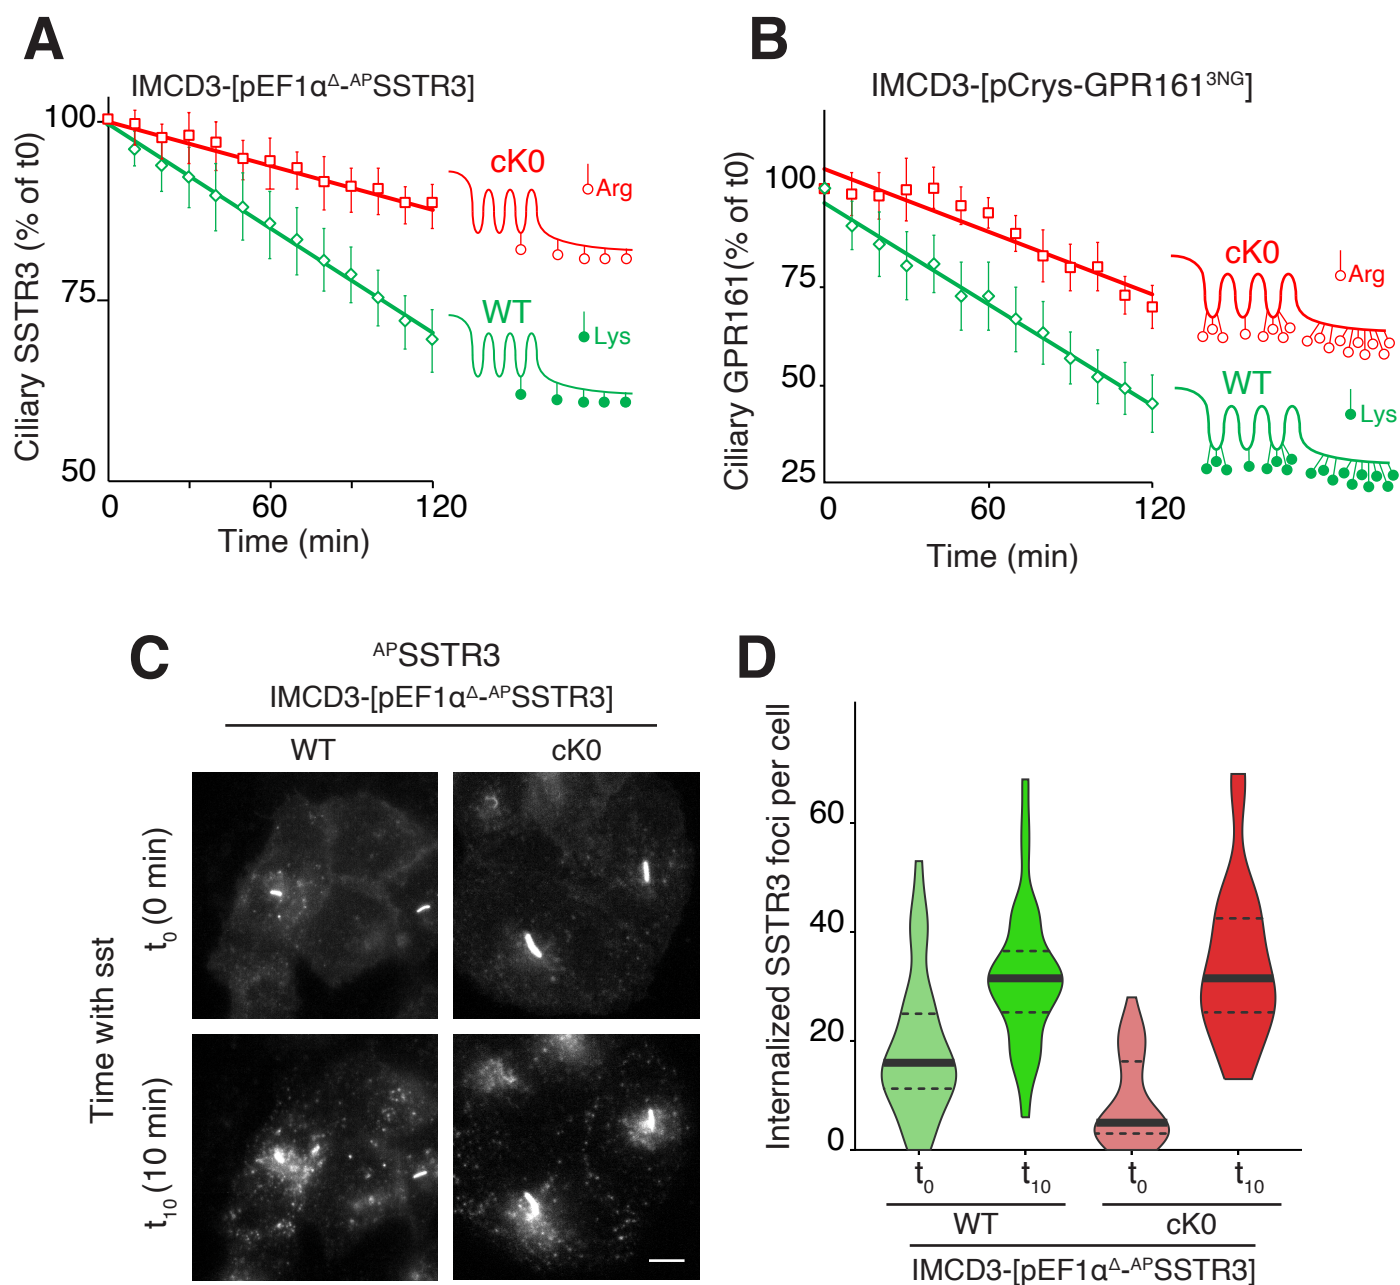 A
IMCD3-[pEF1αΔ-APSSTR3]
Ciliary SSTR3 (% of t0)
100
75
50
0
60
120
Time (min)
cK0
Arg
WT
Lys
B
IMCD3-[pCrys-GPR1613NG]
Ciliary GPR161(% of t0)
100
75
50
25
0
60
120
Time (min)
cK0
Arg
WT
Lys
C
APSSTR3
IMCD3-[pEF1αΔ-APSSTR3]
WT
cK0
Time with sst
t0 (0 min)
t10 (10 min)
D
Internalized SSTR3 foci per cell
60
40
20
0
t0
t10
t0
t10
WT
cK0
IMCD3-[pEF1αΔ-APSSTR3]